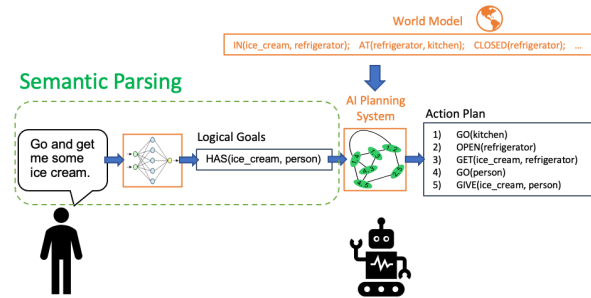 World Model
IN(ice_cream, refrigerator); AT(refrigerator, kitchen); CLOSED(refrigerator); ...
Semantic Parsing
AI Planning
System
Action Plan
Go and get
me some
ice cream.
Logical Goals
HAS(ice_cream, person)
1) GO(kitchen)
2) OPEN(refrigerator)
3) GET(ice_cream, refrigerator)
4) GO(person)
5) GIVE(ice_cream, person)